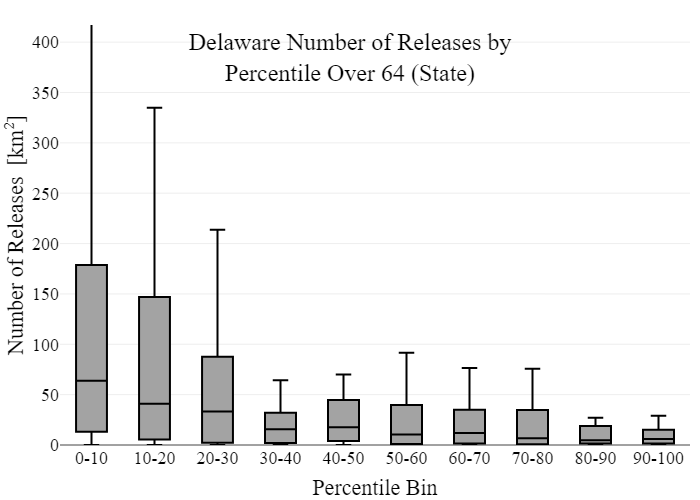 Delaware Number of Releases by
Percentile Over 64 (State)
Number of Releases [km²]
400
350
300
250
200
150
100
50
0
0-10 10-20 20-30 30-40 40-50 50-60 60-70 70-80 80-90 90-100
Percentile Bin